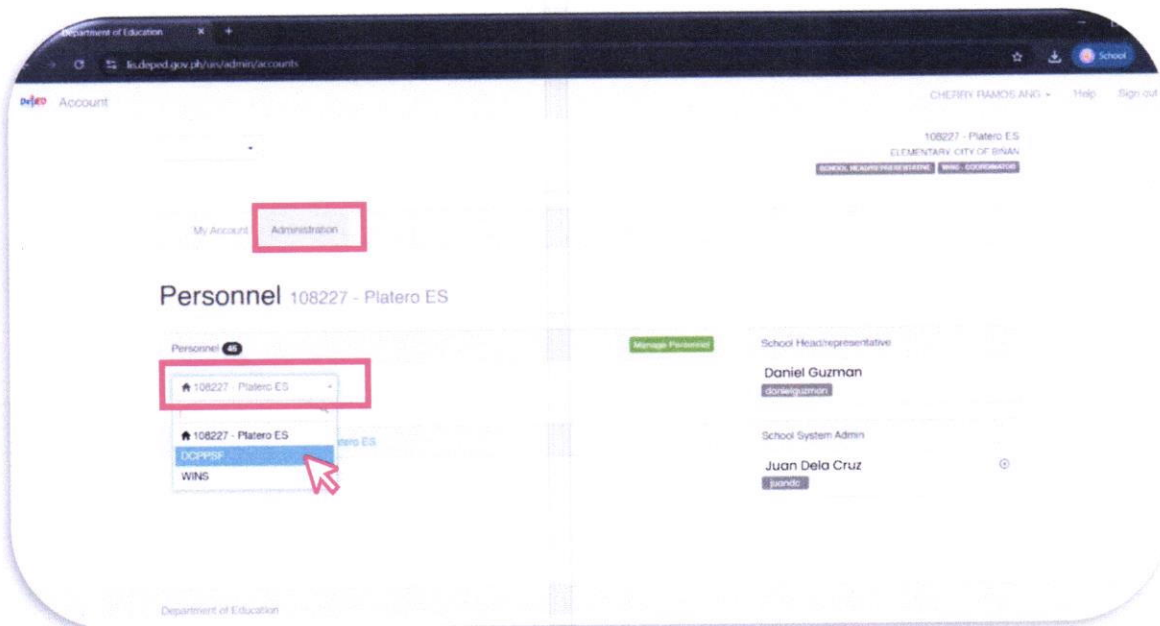 Department of Education
lis.deped.gov.ph/uis/admin/accounts
School
DepED Account
CHERRY RAMOS ANG Help Sign out
108227 - Platero ES
ELEMENTARY, CITY OF BIÑAN
SCHOOL HEAD/REPRESENTATIVE WINS - COORDINATOR
My Account Administration
Personnel 108227 - Platero ES
Personnel 46
Manage Personnel
108227 - Platero ES
108227 - Platero ES
DCPPSF
WINS
atero ES
School Head/representative
Daniel Guzman
danielguzman
School System Admin
Juan Dela Cruz
juandc
Department of Education